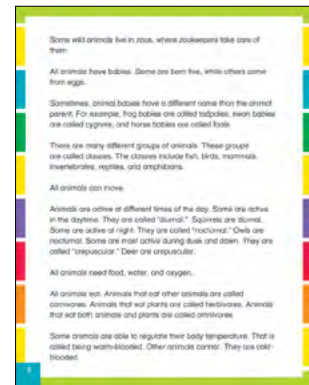 Some wild animals live in zoos, where zookeepers take care of
them.
All animals have babies. Some are born live, while others come
from eggs.
Sometimes, animal babies have a different name than the animal
parent. For example, frog babies are called tadpoles, swan babies
are called cygnets, and horse babies are called foals.
There are many different groups of animals. These groups
are called classes. The classes include fish, birds, mammals,
invertebrates, reptiles, and amphibians.
All animals can move.
Animals are active at different times of the day. Some are active
in the daytime. They are called "diurnal." Squirrels are diurnal.
Some are active at night. They are called "nocturnal." Owls are
nocturnal. Some are most active during dusk and dawn. They are
called "crepuscular." Deer are crepuscular.
All animals need food, water, and oxygen.
All animals eat. Animals that eat other animals are called
carnivores. Animals that eat plants are called herbivores. Animals
that eat both animals and plants are called omnivores.
Some animals are able to regulate their body temperature. That is
called being warm-blooded. Other animals cannot. They are cold-
blooded.